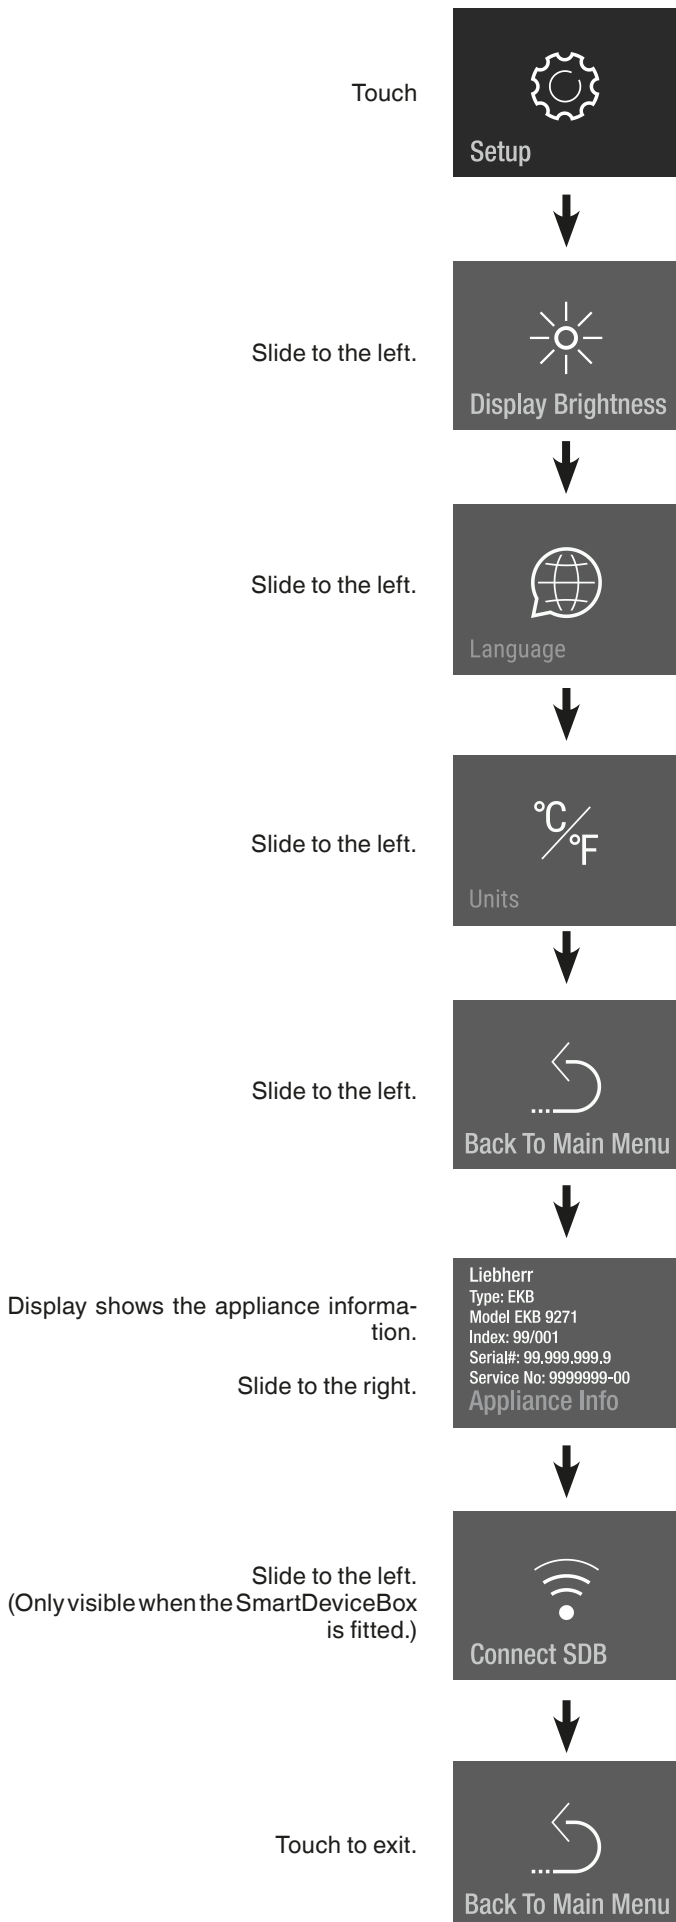 Touch
Setup
Slide to the left.
Display Brightness
Slide to the left.
Language
Slide to the left.
°C/°F
Units
Slide to the left.
Back To Main Menu
Display shows the appliance informa-
tion.
Slide to the right.
Liebherr
Type: EKB
Model EKB 9271
Index: 99/001
Serial#: 99.999.999.9
Service No: 9999999-00
Appliance Info
Slide to the left.
(Only visible when the SmartDeviceBox
is fitted.)
Connect SDB
Touch to exit.
Back To Main Menu